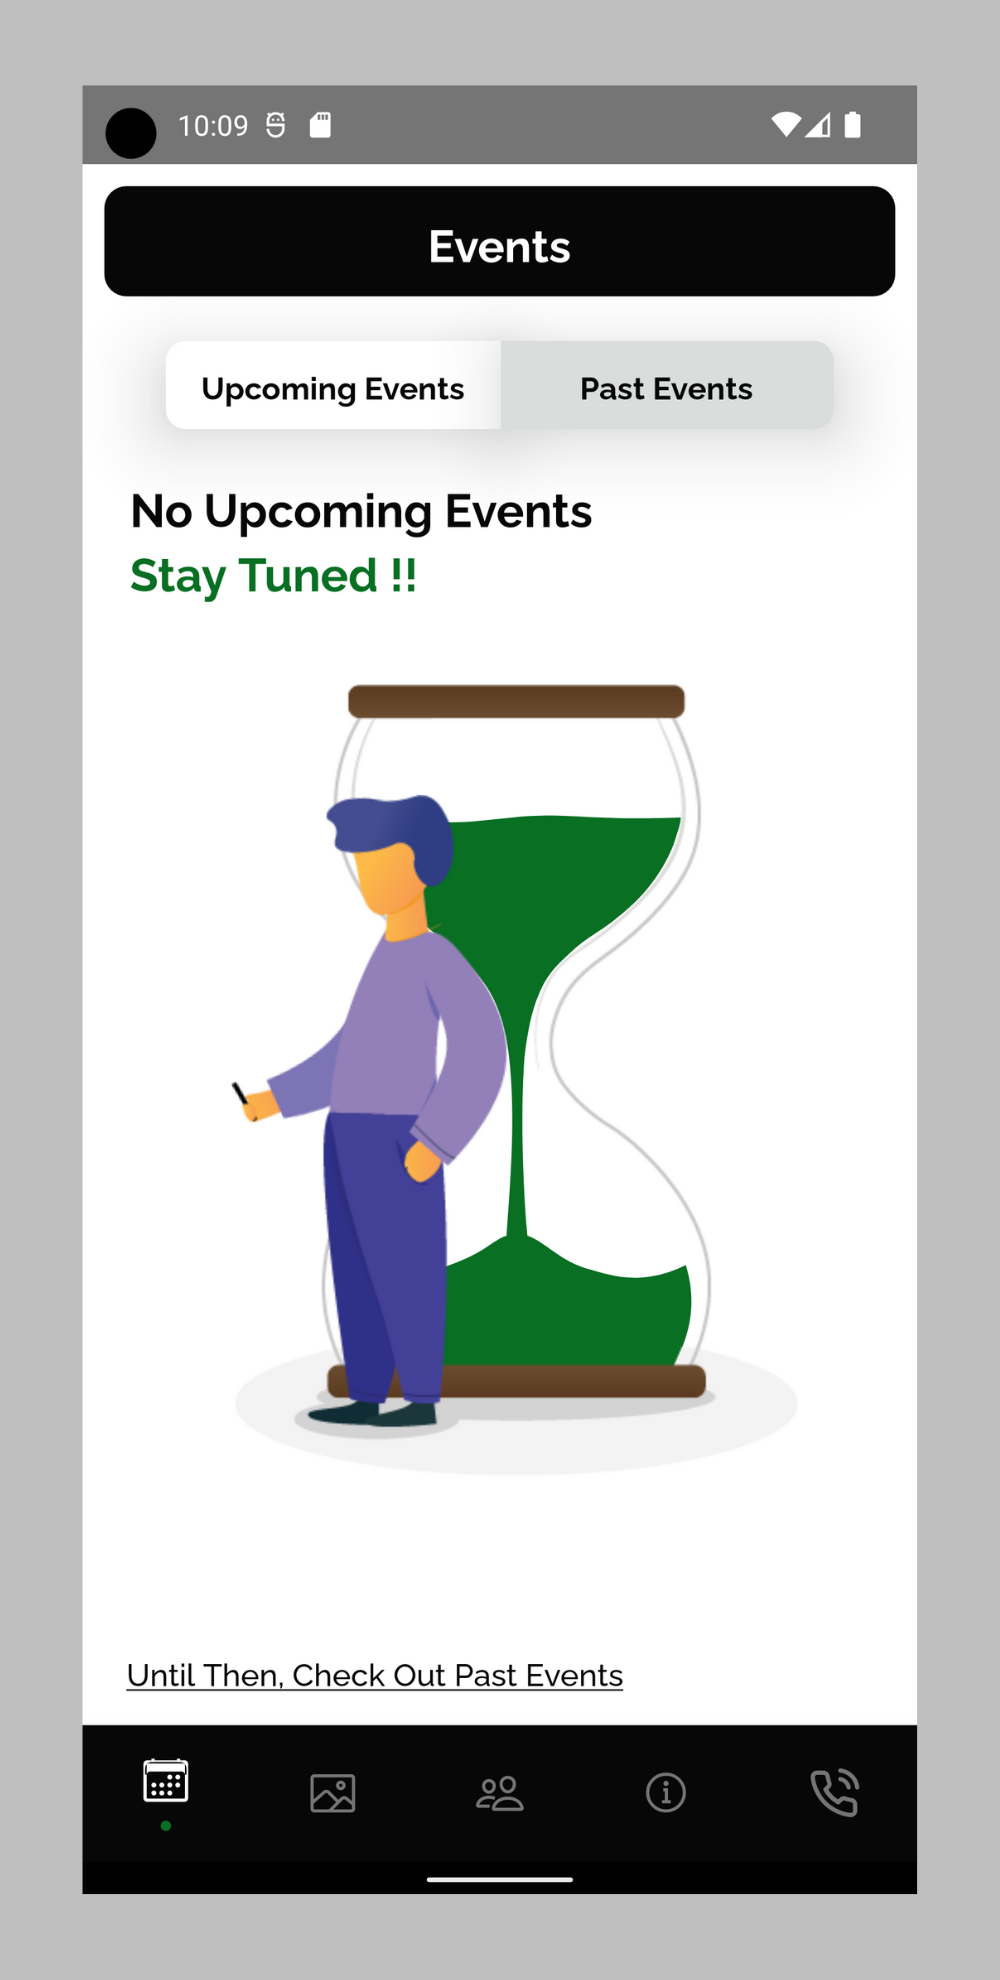 10:09
Events
Upcoming Events
Past Events
No Upcoming Events
Stay Tuned !!
Until Then, Check Out Past Events